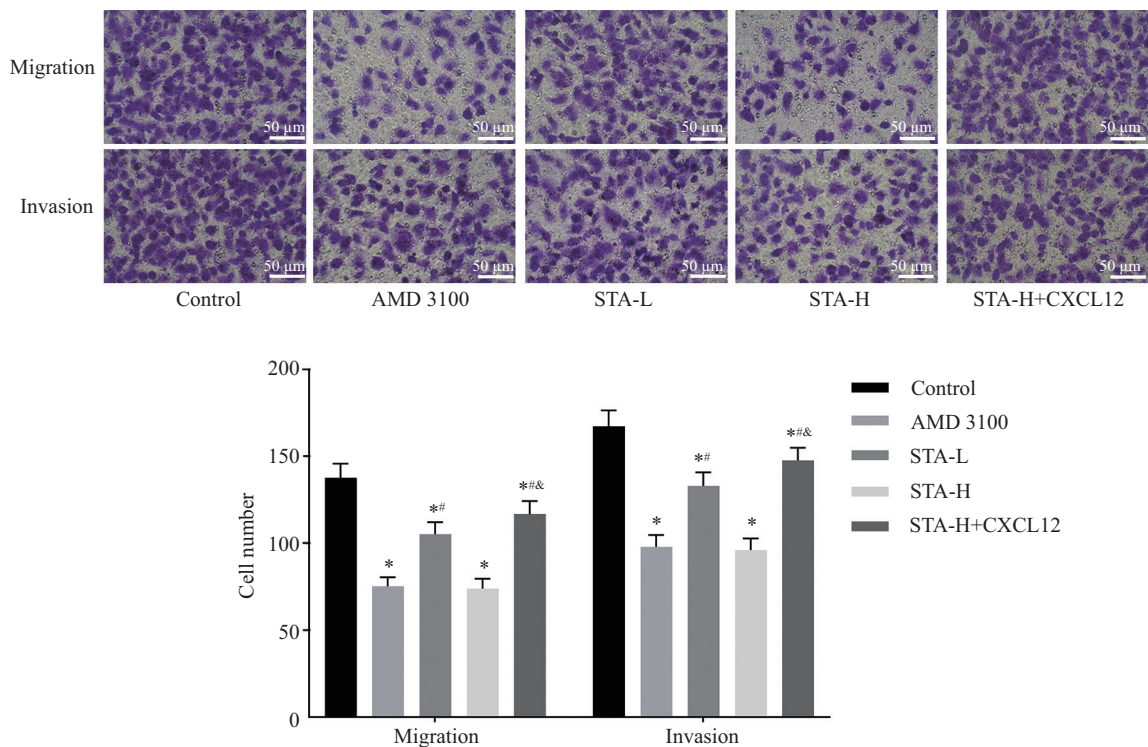 Migration
50 μm
50 μm
50 μm
50 μm
50 μm
Invasion
50 μm
50 μm
50 μm
50 μm
50 μm
Control
AMD 3100
STA-L
STA-H
STA-H+CXCL12
Cell number
200
150
100
50
0
*
*#
*
*#&
*
*#
*
*#&
Migration
Invasion
Control
AMD 3100
STA-L
STA-H
STA-H+CXCL12